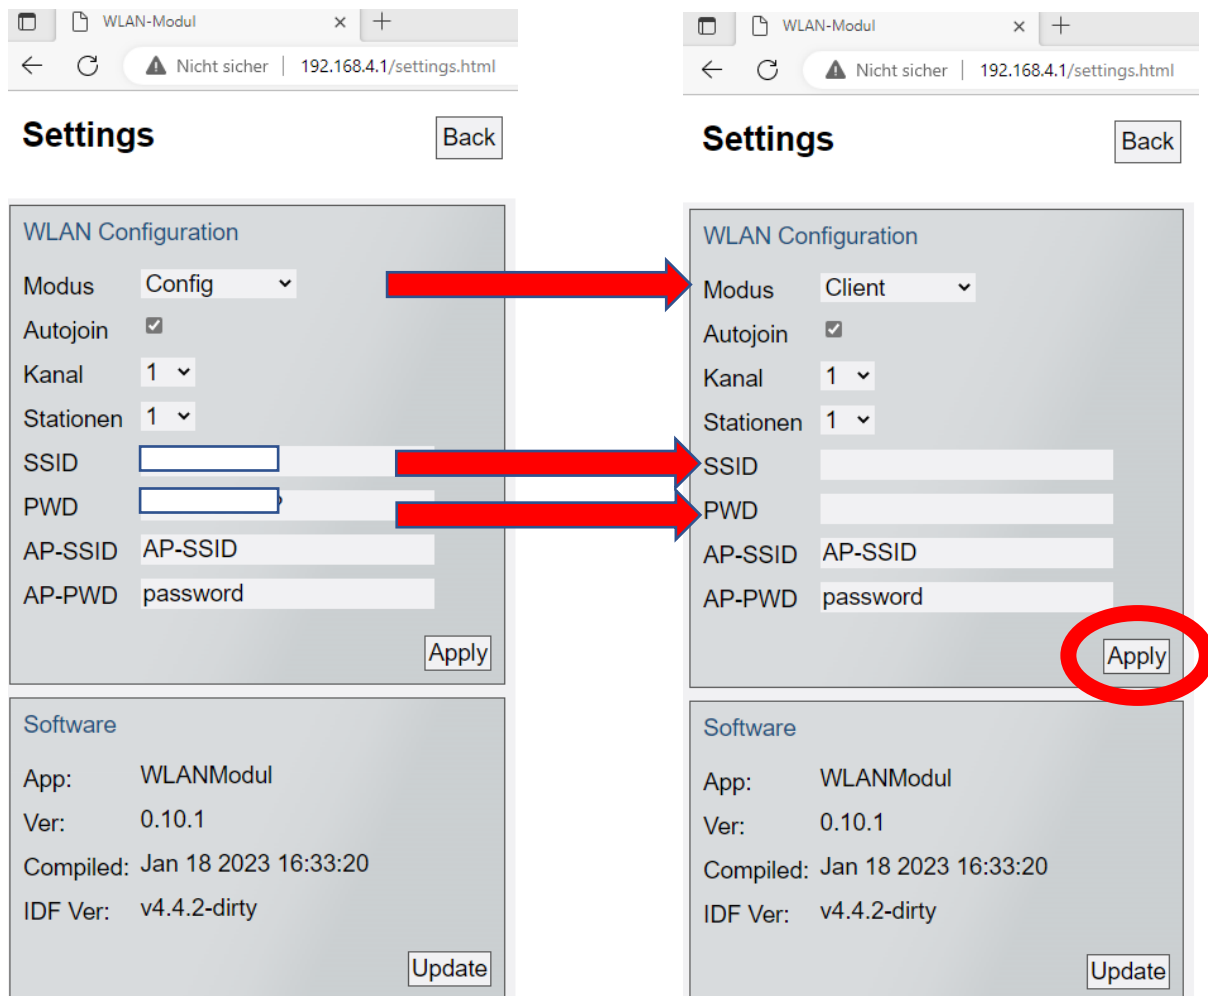 WLAN-Modul
Nicht sicher | 192.168.4.1/settings.html
Settings
Back
WLAN Configuration
Modus Config
Autojoin
Kanal 1
Stationen 1
SSID
PWD
AP-SSID AP-SSID
AP-PWD password
Apply
Software
App: WLANModul
Ver: 0.10.1
Compiled: Jan 18 2023 16:33:20
IDF Ver: v4.4.2-dirty
Update
WLAN-Modul
Nicht sicher | 192.168.4.1/settings.html
Settings
Back
WLAN Configuration
Modus Client
Autojoin
Kanal 1
Stationen 1
SSID
PWD
AP-SSID AP-SSID
AP-PWD password
Apply
Software
App: WLANModul
Ver: 0.10.1
Compiled: Jan 18 2023 16:33:20
IDF Ver: v4.4.2-dirty
Update